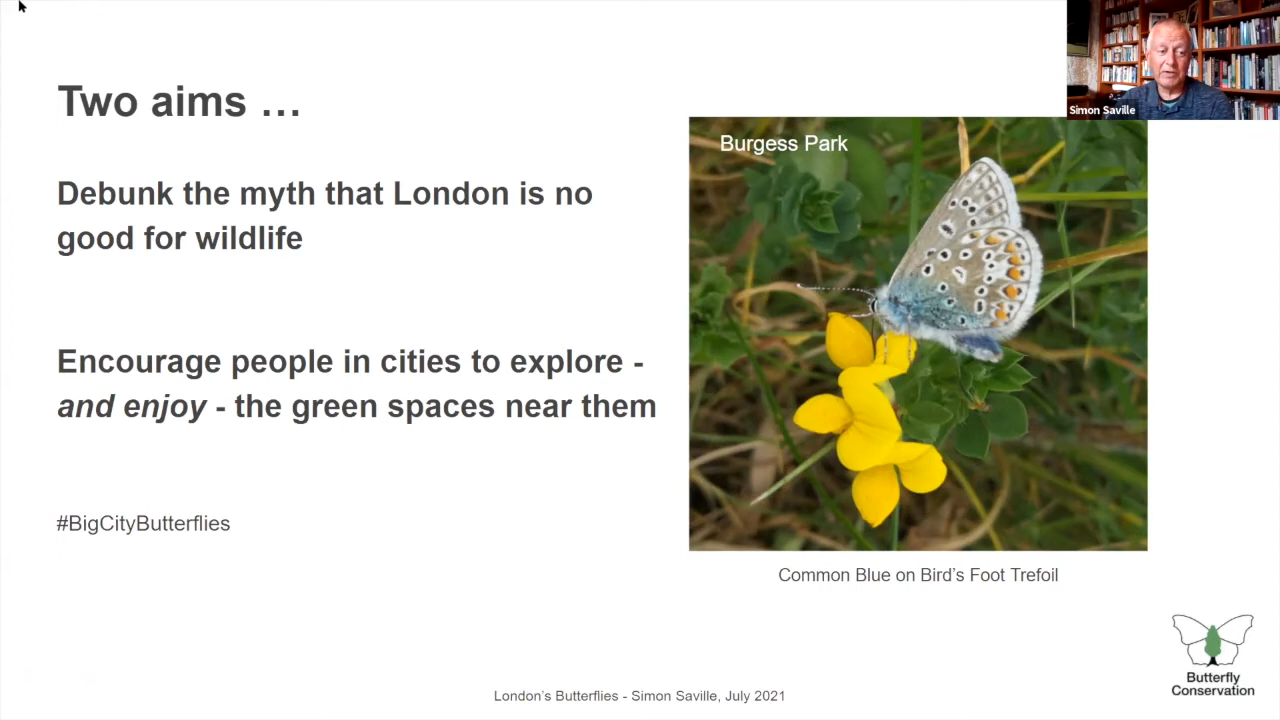 Two aims …
Debunk the myth that London is no
good for wildlife
Encourage people in cities to explore -
and enjoy - the green spaces near them
#BigCityButterflies
Simon Saville
Burgess Park
Common Blue on Bird’s Foot Trefoil
Butterfly
Conservation
London’s Butterflies - Simon Saville, July 2021